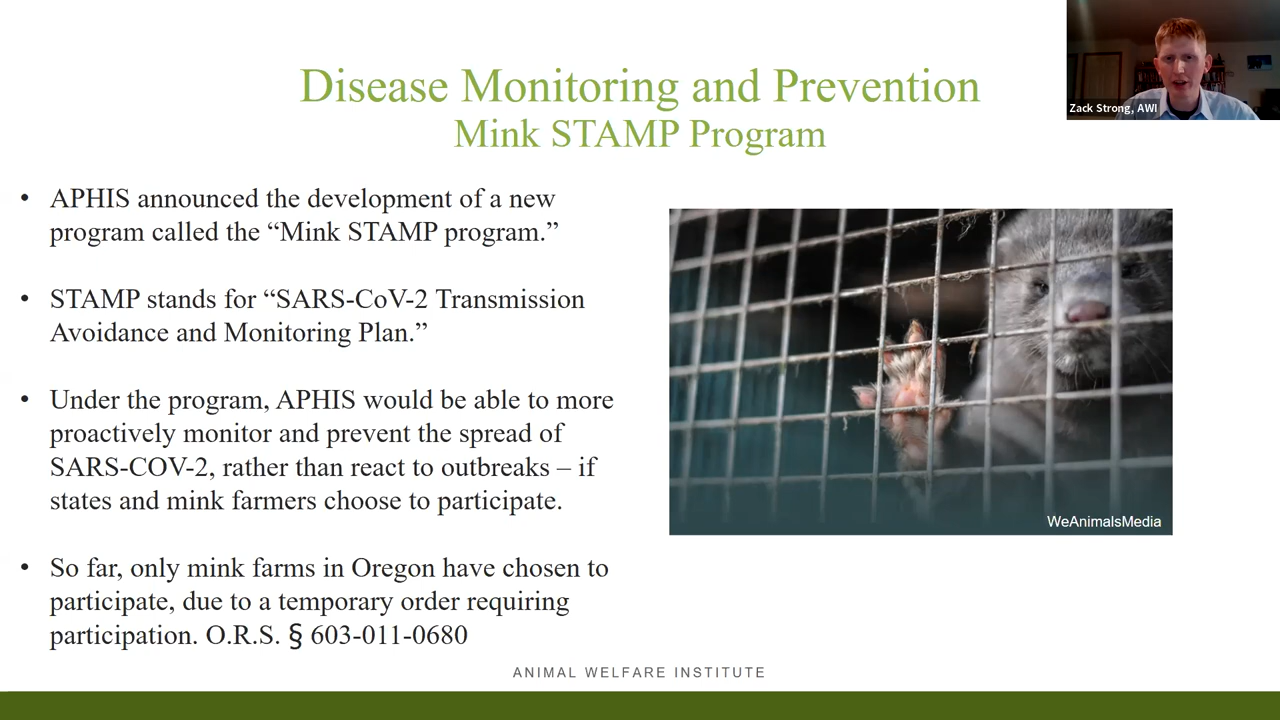 Disease Monitoring and Prevention
Mink STAMP Program
Zack Strong, AWI
• APHIS announced the development of a new
program called the “Mink STAMP program.”
• STAMP stands for “SARS-CoV-2 Transmission
Avoidance and Monitoring Plan.”
• Under the program, APHIS would be able to more
proactively monitor and prevent the spread of
SARS-COV-2, rather than react to outbreaks – if
states and mink farmers choose to participate.
• So far, only mink farms in Oregon have chosen to
participate, due to a temporary order requiring
participation. O.R.S. § 603-011-0680
WeAnimalsMedia
ANIMAL WELFARE INSTITUTE